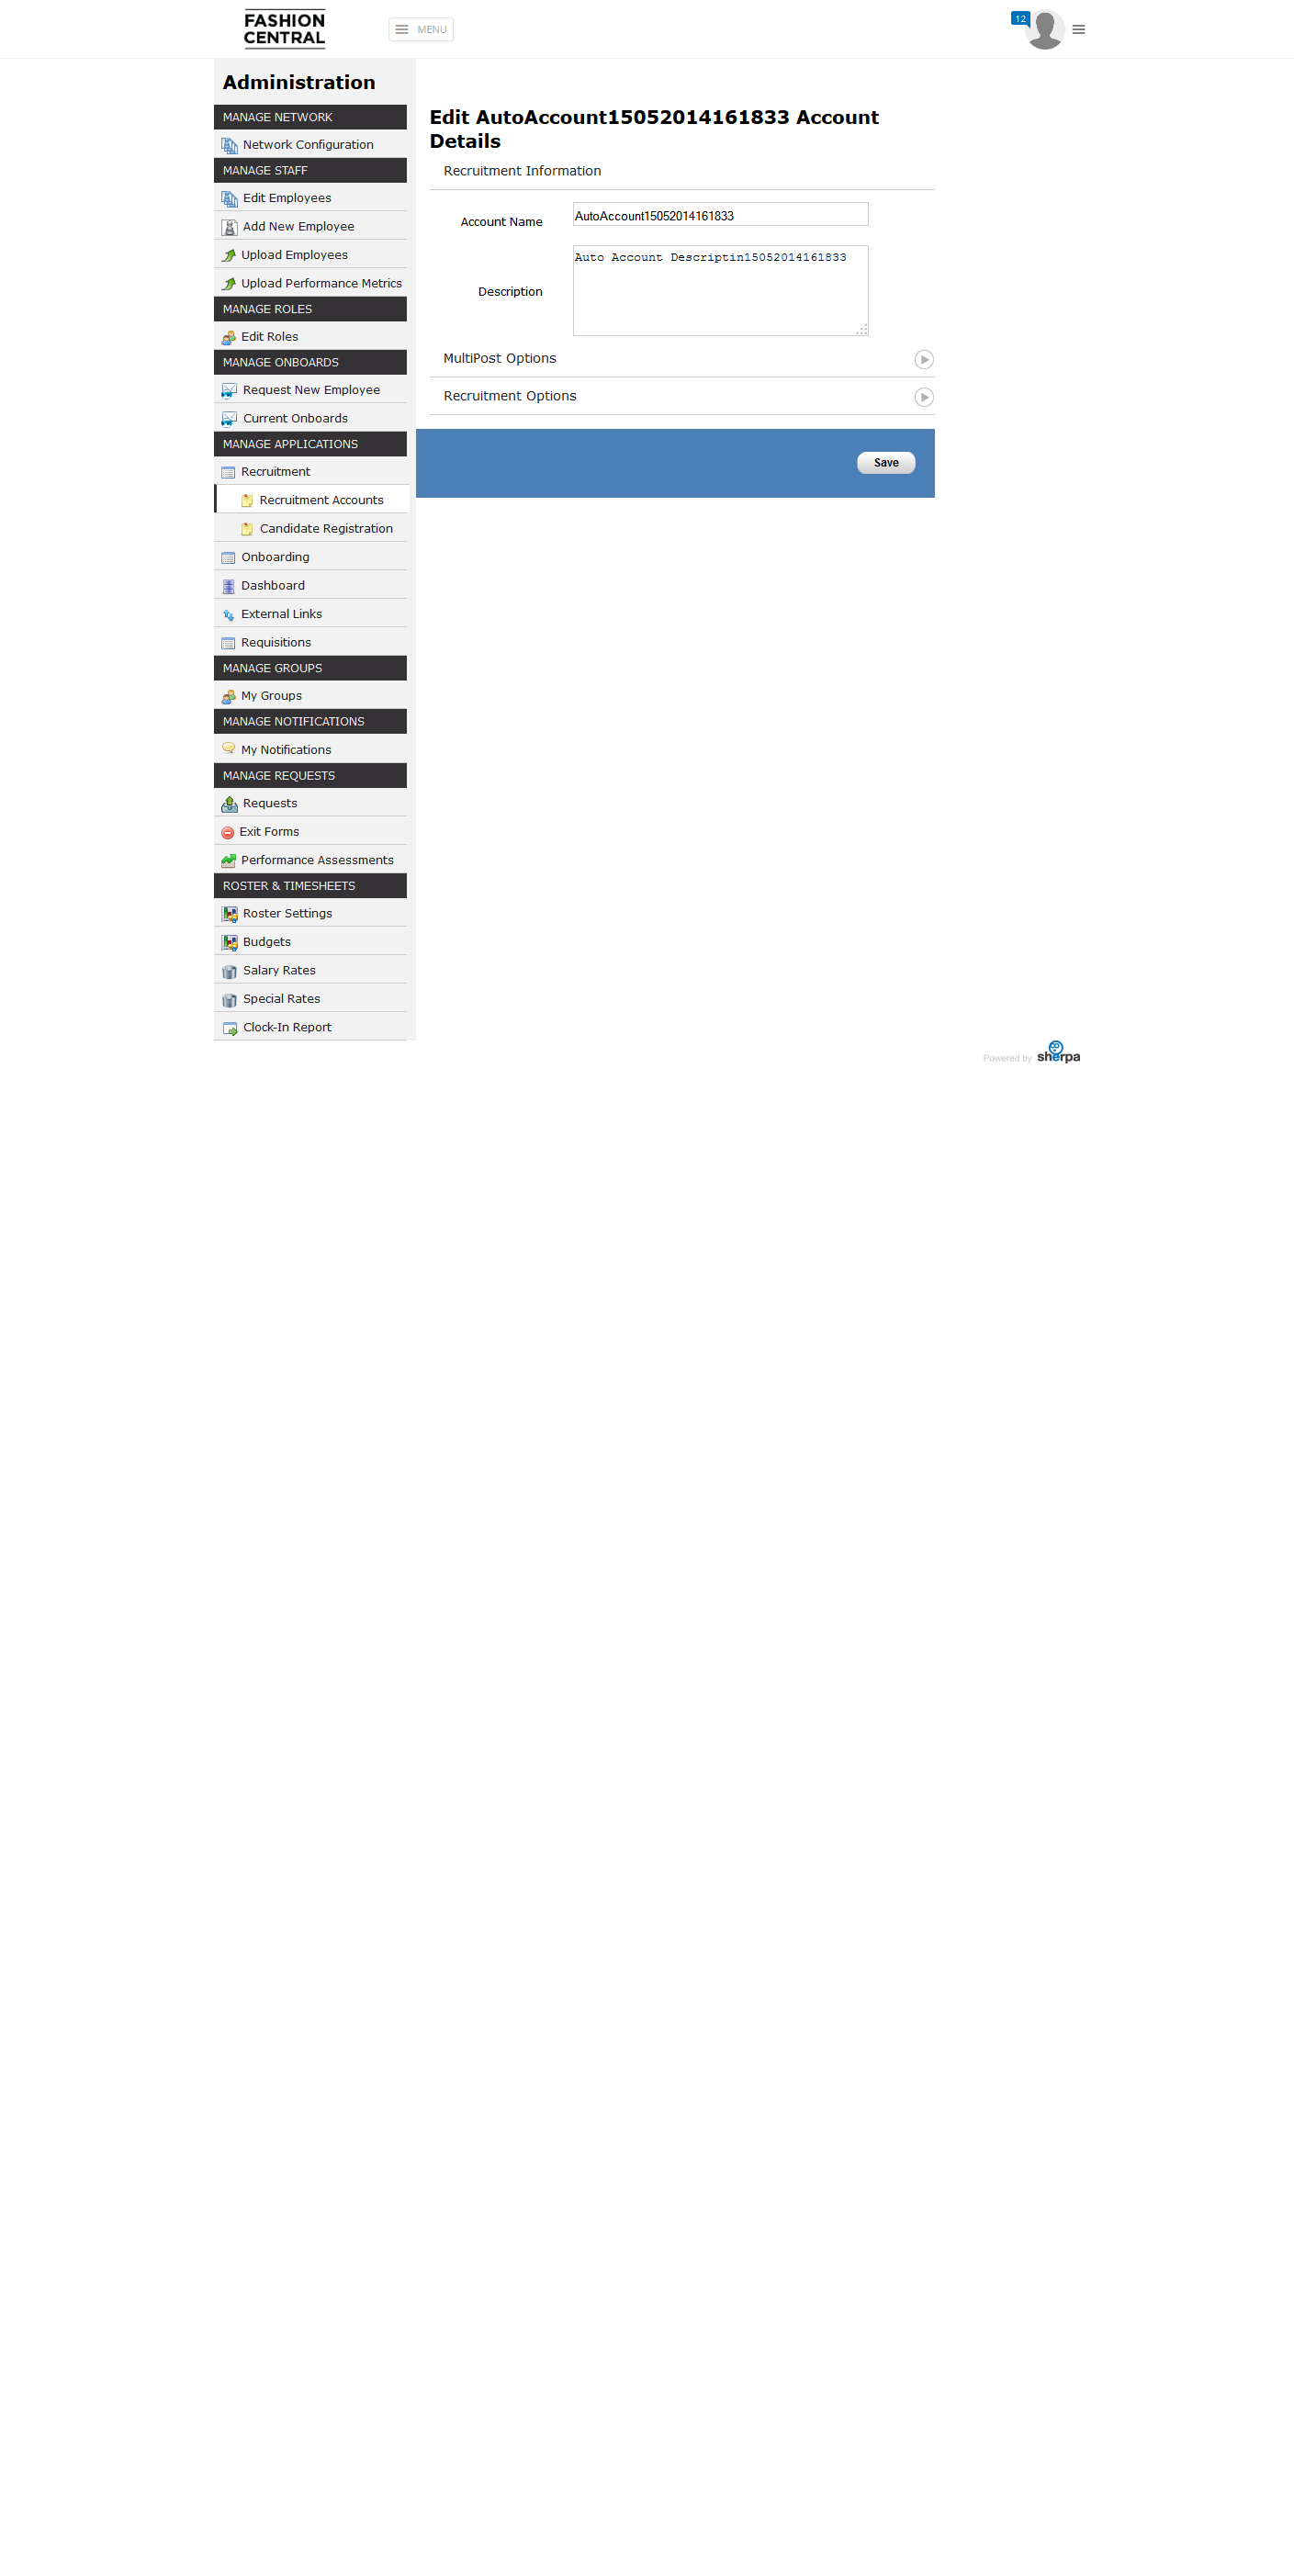 FASHION
CENTRAL
MENU
12
Administration
MANAGE NETWORK
Network Configuration
MANAGE STAFF
Edit Employees
Add New Employee
Upload Employees
Upload Performance Metrics
MANAGE ROLES
Edit Roles
MANAGE ONBOARDS
Request New Employee
Current Onboards
MANAGE APPLICATIONS
Recruitment
Recruitment Accounts
Candidate Registration
Onboarding
Dashboard
External Links
Requisitions
MANAGE GROUPS
My Groups
MANAGE NOTIFICATIONS
My Notifications
MANAGE REQUESTS
Requests
Exit Forms
Performance Assessments
ROSTER & TIMESHEETS
Roster Settings
Budgets
Salary Rates
Special Rates
Clock-In Report
Edit AutoAccount15052014161833 Account
Details
Recruitment Information
Account Name
AutoAccount15052014161833
Description
Auto Account Descriptin15052014161833
MultiPost Options
Recruitment Options
Save
Powered by sherpa